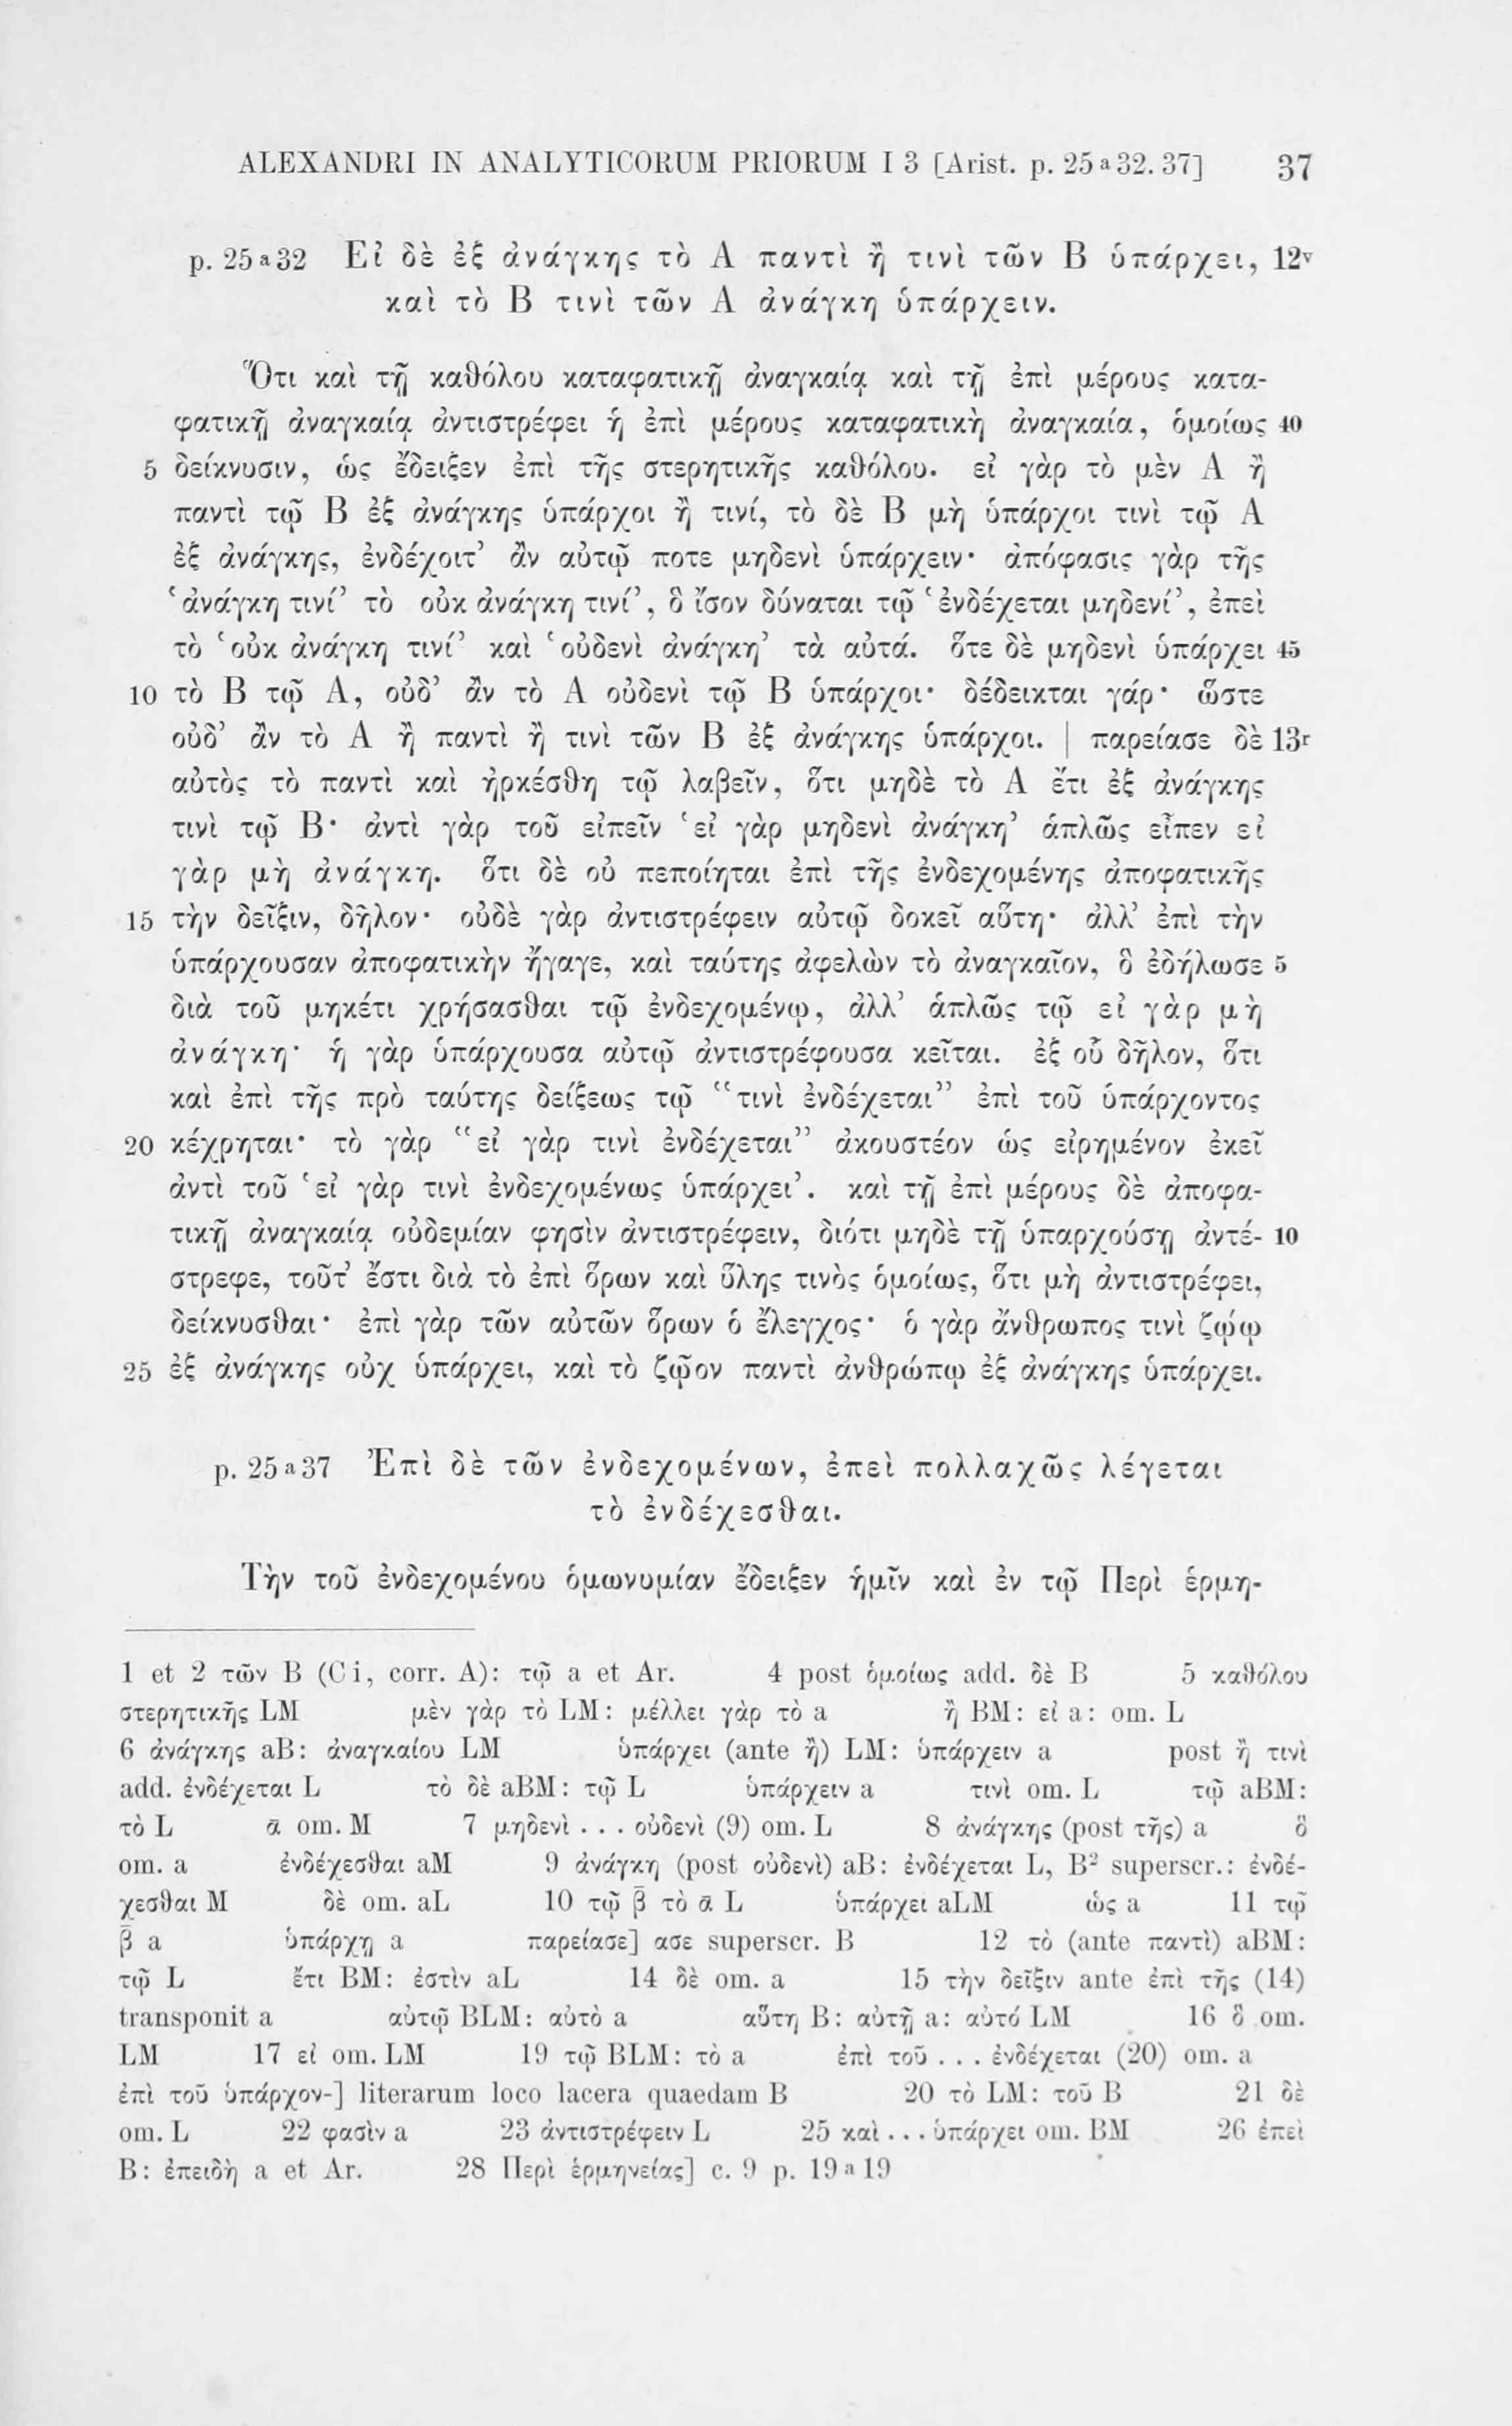 ALEXANDRI IN ANALYTICORUM PRIORUM I 3 [Arist. p. 25 a 32. 37] 37
p. 25 a 32 Εἰ δὲ ἐξ ἀνάγκης τὸ Α παντὶ ἢ τινὶ τῶν Β ὑπάρχει, 12v
καὶ τὸ Β τινὶ τῶν Α ἀνάγκη ὑπάρχειν.
Ὅτι καὶ τῇ καθόλου καταφατικῇ ἀναγκαίᾳ καὶ τῇ ἐπὶ μέρους κατα-
φατικῇ ἀναγκαίᾳ ἀντιστρέφει ἡ ἐπὶ μέρους καταφατικὴ ἀναγκαία, ὁμοίως 40
5 δείκνυσιν, ὡς ἔδειξεν ἐπὶ τῆς στερητικῆς καθόλου. εἰ γὰρ τὸ μὲν Α ἢ
παντὶ τῷ Β ἐξ ἀνάγκης ὑπάρχοι ἢ τινί, τὸ δὲ Β μὴ ὑπάρχοι τινὶ τῷ Α
ἐξ ἀνάγκης, ἐνδέχοιτ’ ἂν αὐτῷ ποτε μηδενὶ ὑπάρχειν· ἀπόφασις γὰρ τῆς
‘ἀνάγκη τινί’ τὸ οὐκ ἀνάγκη τινί’, ὃ ἴσον δύναται τῷ ‘ἐνδέχεται μηδενί’, ἐπεὶ
τὸ ‘οὐκ ἀνάγκη τινί’ καὶ ‘οὐδενὶ ἀνάγκη’ τὰ αὐτά. ὅτε δὲ μηδενὶ ὑπάρχει 45
10 τὸ Β τῷ Α, οὐδ’ ἂν τὸ Α οὐδενὶ τῷ Β ὑπάρχοι· δέδεικται γάρ· ὥστε
οὐδ’ ἂν τὸ Α ἢ παντὶ ἢ τινὶ τῶν Β ἐξ ἀνάγκης ὑπάρχοι. | παρείασε δὲ 13r
αὐτὸς τὸ παντὶ καὶ ἠρκέσθη τῷ λαβεῖν, ὅτι μηδὲ τὸ Α ἔτι ἐξ ἀνάγκης
τινὶ τῷ Β· ἀντὶ γὰρ τοῦ εἰπεῖν ‘εἰ γὰρ μηδενὶ ἀνάγκη’ ἁπλῶς εἶπεν εἰ
γὰρ μὴ ἀνάγκη. ὅτι δὲ οὐ πεποίηται ἐπὶ τῆς ἐνδεχομένης ἀποφατικῆς
15 τὴν δεῖξιν, δῆλον· οὐδὲ γὰρ ἀντιστρέφειν αὐτῷ δοκεῖ αὕτη· ἀλλ’ ἐπὶ τὴν
ὑπάρχουσαν ἀποφατικὴν ἤγαγε, καὶ ταύτης ἀφελὼν τὸ ἀναγκαῖον, ὃ ἐδήλωσε 5
διὰ τοῦ μηκέτι χρήσασθαι τῷ ἐνδεχομένῳ, ἀλλ’ ἁπλῶς τῷ εἰ γὰρ μὴ
ἀνάγκη· ἡ γὰρ ὑπάρχουσα αὐτῷ ἀντιστρέφουσα κεῖται. ἐξ οὗ δῆλον, ὅτι
καὶ ἐπὶ τῆς πρὸ ταύτης δείξεως τῷ “τινὶ ἐνδέχεται” ἐπὶ τοῦ ὑπάρχοντος
20 κέχρηται· τὸ γὰρ “εἰ γὰρ τινὶ ἐνδέχεται” ἀκουστέον ὡς εἰρημένον ἐκεῖ
ἀντὶ τοῦ ‘εἰ γὰρ τινὶ ἐνδεχομένως ὑπάρχει’. καὶ τῇ ἐπὶ μέρους δὲ ἀποφα-
τικῇ ἀναγκαίᾳ οὐδεμίαν φησὶν ἀντιστρέφειν, διότι μηδὲ τῇ ὑπαρχούσῃ ἀντέ- 10
στρεφε, τοῦτ’ ἔστι διὰ τὸ ἐπὶ ὅρων καὶ ὕλης τινὸς ὁμοίως, ὅτι μὴ ἀντιστρέφει,
δείκνυσθαι· ἐπὶ γὰρ τῶν αὐτῶν ὅρων ὁ ἔλεγχος· ὁ γὰρ ἄνθρωπος τινὶ ζῴῳ
25 ἐξ ἀνάγκης οὐχ ὑπάρχει, καὶ τὸ ζῷον παντὶ ἀνθρώπῳ ἐξ ἀνάγκης ὑπάρχει.
p. 25 a 37 Ἐπὶ δὲ τῶν ἐνδεχομένων, ἐπεὶ πολλαχῶς λέγεται
τὸ ἐνδέχεσθαι.
Τὴν τοῦ ἐνδεχομένου ὁμωνυμίαν ἔδειξεν ἡμῖν καὶ ἐν τῷ Περὶ ἑρμη-
1 et 2 τῶν Β (C i, corr. A): τῷ a et Ar. 4 post ὁμοίως add. δὲ B 5 καθόλου
στερητικῆς LM μὲν γὰρ τὸ LM: μέλλει γὰρ τὸ a ἢ BM: εἰ a: om. L
6 ἀνάγκης aB: ἀναγκαίου LM ὑπάρχει (ante ἢ) LM: ὑπάρχειν a post ἢ τινὶ
add. ἐνδέχεται L τὸ δὲ aBM: τῷ L ὑπάρχειν a τινὶ om. L τῷ aBM:
τὸ L ᾱ om. M 7 μηδενὶ . . . οὐδενὶ (9) om. L 8 ἀνάγκης (post τῆς) a ὃ
om. a ἐνδέχεσθαι aM 9 ἀνάγκη (post οὐδενὶ) aB: ἐνδέχεται L, B² superscr.: ἐνδέ-
χεσθαι M δὲ om. aL 10 τῷ β̄ τὸ ᾱ L ὑπάρχει aLM ὡς a 11 τῷ
β̄ a ὑπάρχῃ a παρείασε] ασε superscr. B 12 τὸ (ante παντὶ) aBM:
τῷ L ἔτι BM: ἐστὶν aL 14 δὲ om. a 15 τὴν δεῖξιν ante ἐπὶ τῆς (14)
transponit a αὐτῷ BLM: αὐτὸ a αὕτη B: αὐτῇ a: αὐτό LM 16 ὃ om.
LM 17 εἰ om. LM 19 τῷ BLM: τὸ a ἐπὶ τοῦ . . . ἐνδέχεται (20) om. a
ἐπὶ τοῦ ὑπάρχον-] literarum loco lacera quaedam B 20 τὸ LM: τοῦ B 21 δὲ
om. L 22 φασὶν a 23 ἀντιστρέφειν L 25 καὶ . . . ὑπάρχει om. BM 26 ἐπεὶ
B: ἐπειδὴ a et Ar. 28 Περὶ ἑρμηνείας] c. 9 p. 19 a 19